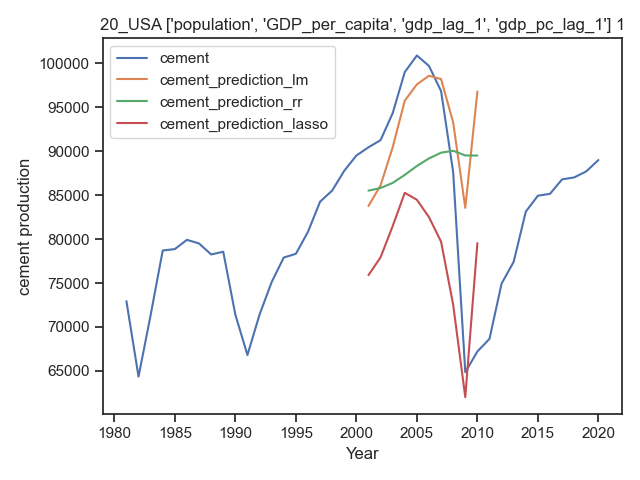 20_USA ['population', 'GDP_per_capita', 'gdp_lag_1', 'gdp_pc_lag_1'] 1
cement
cement_prediction_lm
cement_prediction_rr
cement_prediction_lasso
cement production
100000
95000
90000
85000
80000
75000
70000
65000
1980 1985 1990 1995 2000 2005 2010 2015 2020
Year